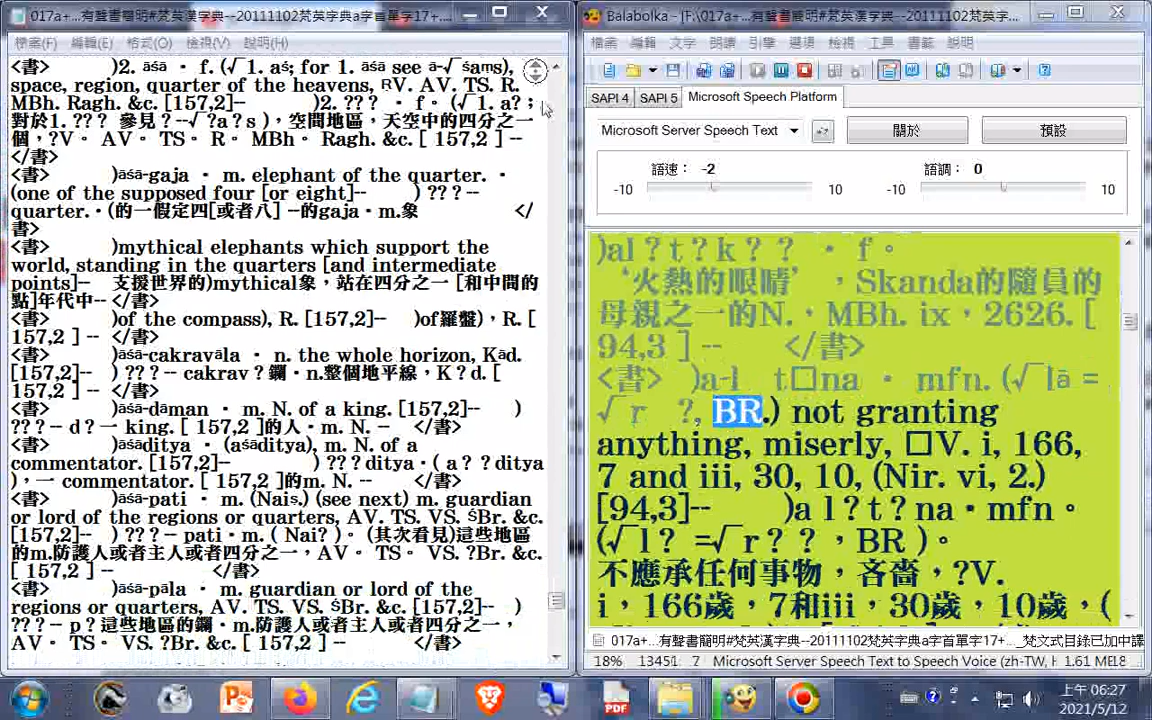 017a+...有聲書簡明#梵英漢字典--20111102梵英字典a字首單字17+...
檔案(F) 編輯(E) 格式(O) 檢視(V) 說明(H)
<書> )2. āśā · f. (√1. aś; for 1. āśā see ā-√śaṃs),
space, region, quarter of the heavens, RV. AV. TS. R.
MBh. Ragh. &c. [157,2]-- )2. ??? · f。(√1. a?；
對於1. ??? 參見?--√?a?s )，空間地區，天空中的四分之一
個，?V。 AV。 TS。 R。 MBh。 Ragh. &c. [ 157,2 ] --
</書>
<書> )āśā-gaja · m. elephant of the quarter. ·
(one of the supposed four [or eight]-- ) ???--
quarter.·(的一假定四[或者八] –的gaja·m.象 </
書>
<書> )mythical elephants which support the
world, standing in the quarters [and intermediate
points]-- 支援世界的)mythical象，站在四分之一 [和中間的
點]年代中--</書>
<書> )of the compass), R. [157,2]-- )of羅盤)，R. [
157,2 ] -- </書>
<書> )āśā-cakravāla · n. the whole horizon, Kād.
[157,2]-- ) ???-- cakrav?鑭·n.整個地平線，K?d. [
157,2 ] -- </書>
<書> )āśā-dāman · m. N. of a king. [157,2]-- )
???-- d?一 king. [ 157,2 ]的人·m. N. -- </書>
<書> )āśāditya · (aśāditya), m. N. of a
commentator. [157,2]-- ) ???ditya·( a??ditya
)，一 commentator. [ 157,2 ]的m. N. -- </書>
<書> )āśā-pati · m. (Nais.) (see next) m. guardian
or lord of the regions or quarters, AV. TS. VS. ŚBr. &c.
[157,2]-- ) ???-- pati·m. ( Nai?)。(其次看見)這些地區
的m.防護人或者主人或者四分之一，AV。 TS。 VS. ?Br. &c.
[ 157,2 ] -- </書>
<書> )āśā-pāla · m. guardian or lord of the
regions or quarters, AV. TS. VS. ŚBr. &c. [157,2]-- )
???-- p?這些地區的鑭·m.防護人或者主人或者四分之一，
AV。 TS。 VS. ?Br. &c. [ 157,2 ] -- </書>
Balabolka - [F:\017a+...有聲書簡明#梵英漢字典--20111102梵英字...
檔案 編輯 文字 朗讀 引擎 選項 檢視 工具 書籤 說明
SAPI 4 SAPI 5 Microsoft Speech Platform
Microsoft Server Speech Text 關於 預設
語速： -2 語調： 0
-10 10 -10 10
)al?t?k?? · f。
‘火熱的眼睛’，Skanda的隨員的
母親之一的N.，MBh. ix，2626. [
94,3 ] -- </書>
<書> )a-l t□na · mfn. (√lā =
√r ?, BR.) not granting
anything, miserly, □V. i, 166,
7 and iii, 30, 10, (Nir. vi, 2.)
[94,3]-- )a l?t?na·mfn。
(√l? =√r??，BR )。
不應承任何事物，吝嗇，?V.
i，166歲，7和iii，30歲，10歲，(
017a+...有聲書簡明#梵英漢字典--20111102梵英字典a字首單字17+..._梵文式目錄已加中譯
18% 13451 7 Microsoft Server Speech Text to Speech Voice (zh-TW, H 1.61 MEL8
上午 06:27
2021/5/12